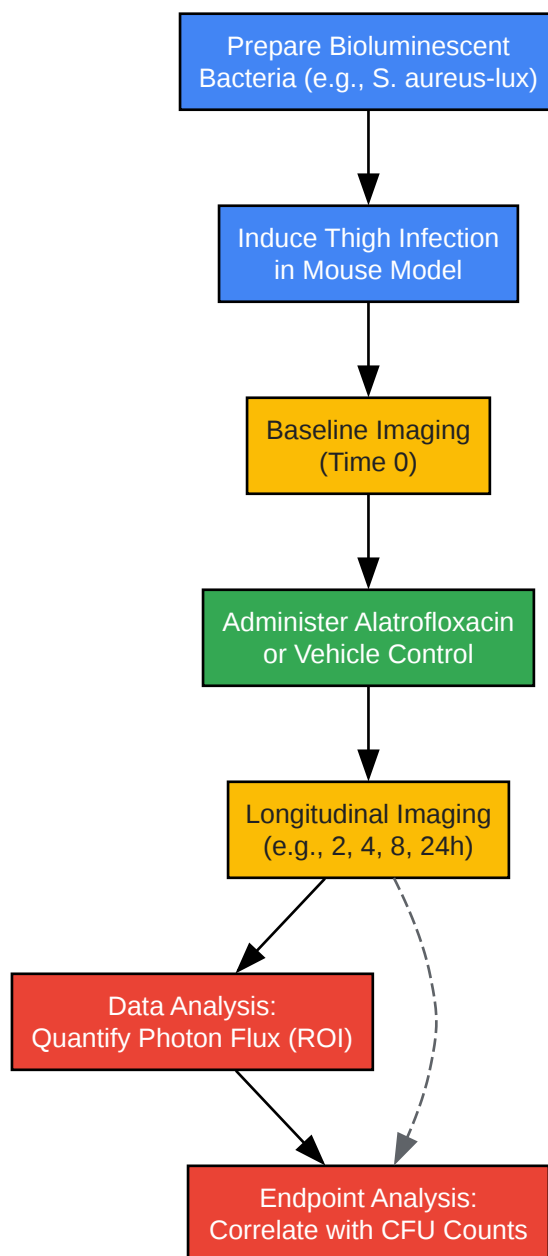 Prepare Bioluminescent
Bacteria (e.g., S. aureus-lux)
Induce Thigh Infection
in Mouse Model
Baseline Imaging
(Time 0)
Administer Alatrofloxacin
or Vehicle Control
Longitudinal Imaging
(e.g., 2, 4, 8, 24h)
Data Analysis:
Quantify Photon Flux (ROI)
Endpoint Analysis:
Correlate with CFU Counts